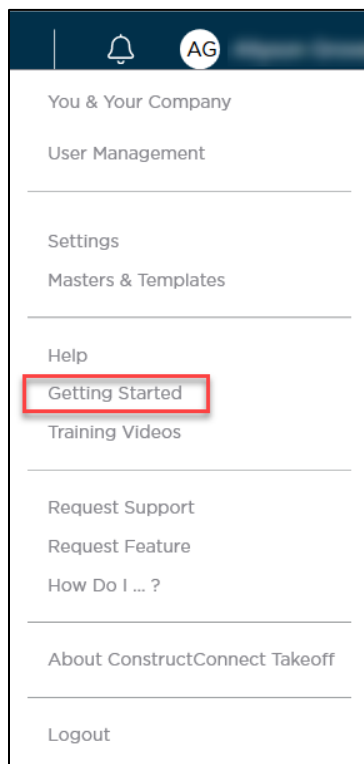 AG
You & Your Company
User Management
Settings
Masters & Templates
Help
Getting Started
Training Videos
Request Support
Request Feature
How Do I ... ?
About ConstructConnect Takeoff
Logout